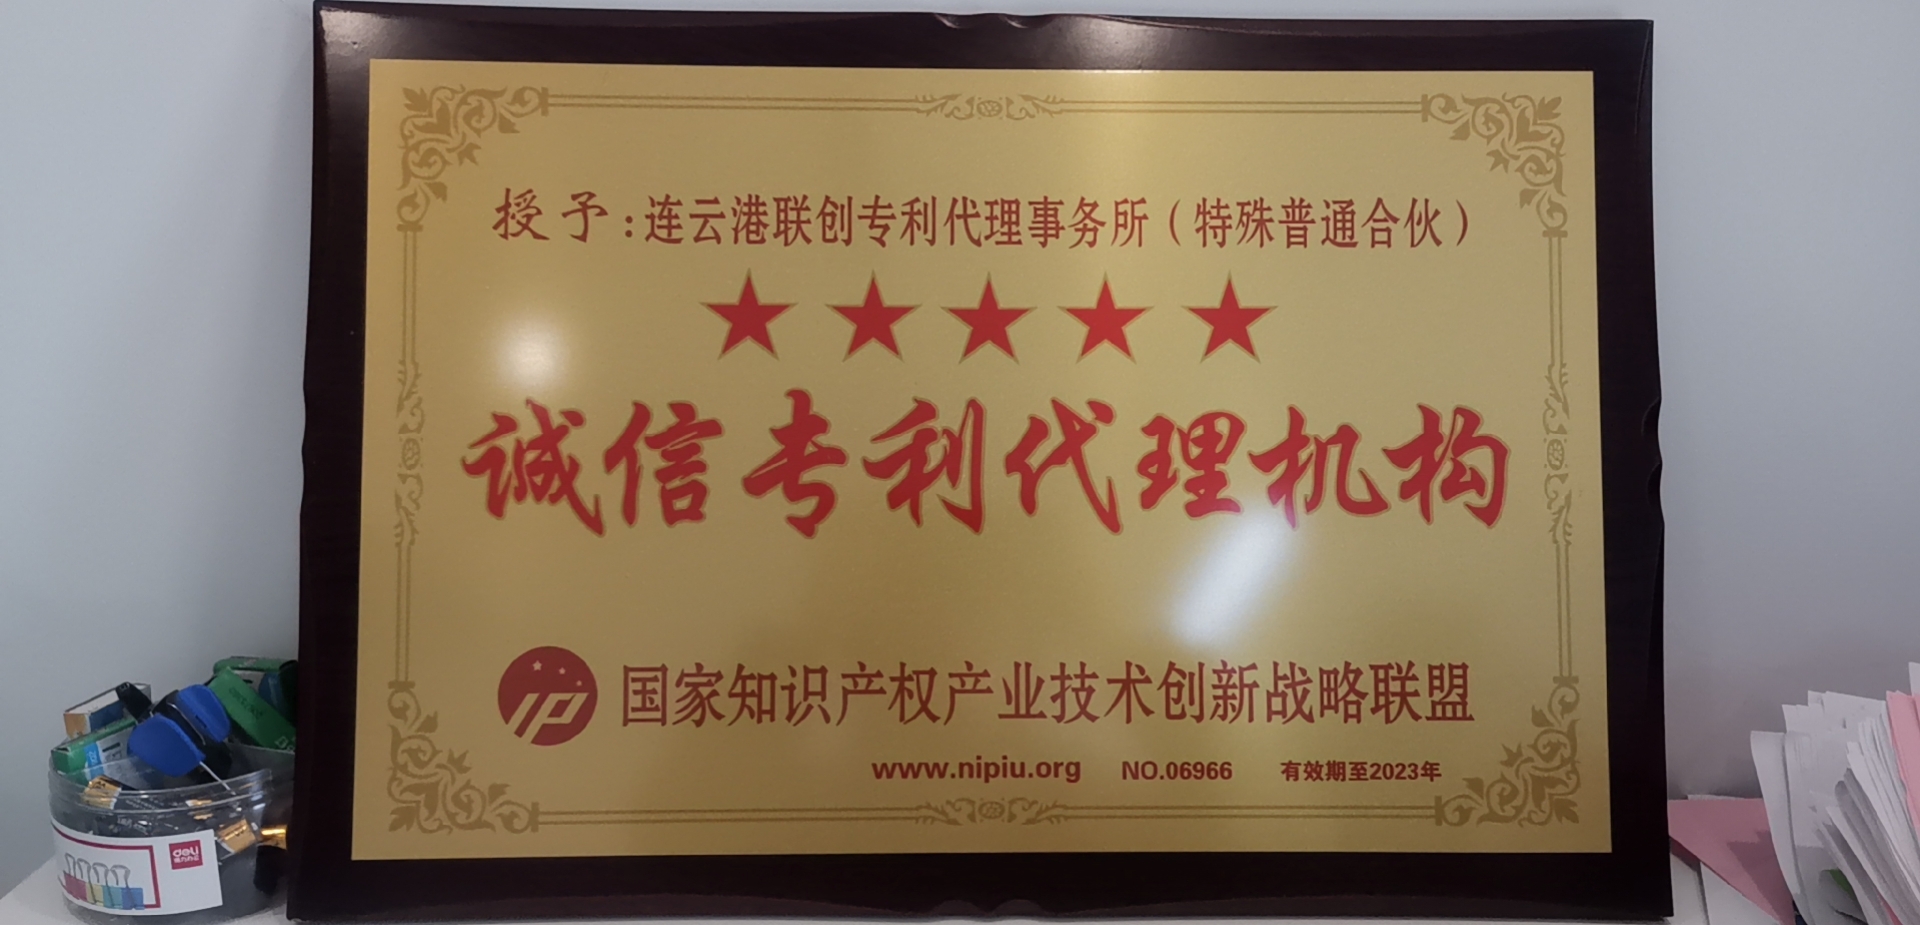 授予:连云港联创专利代理事务所（特殊普通合伙）
诚信专利代理机构
国家知识产权产业技术创新战略联盟
www.nipiu.org NO.06966 有效期至2023年
deli